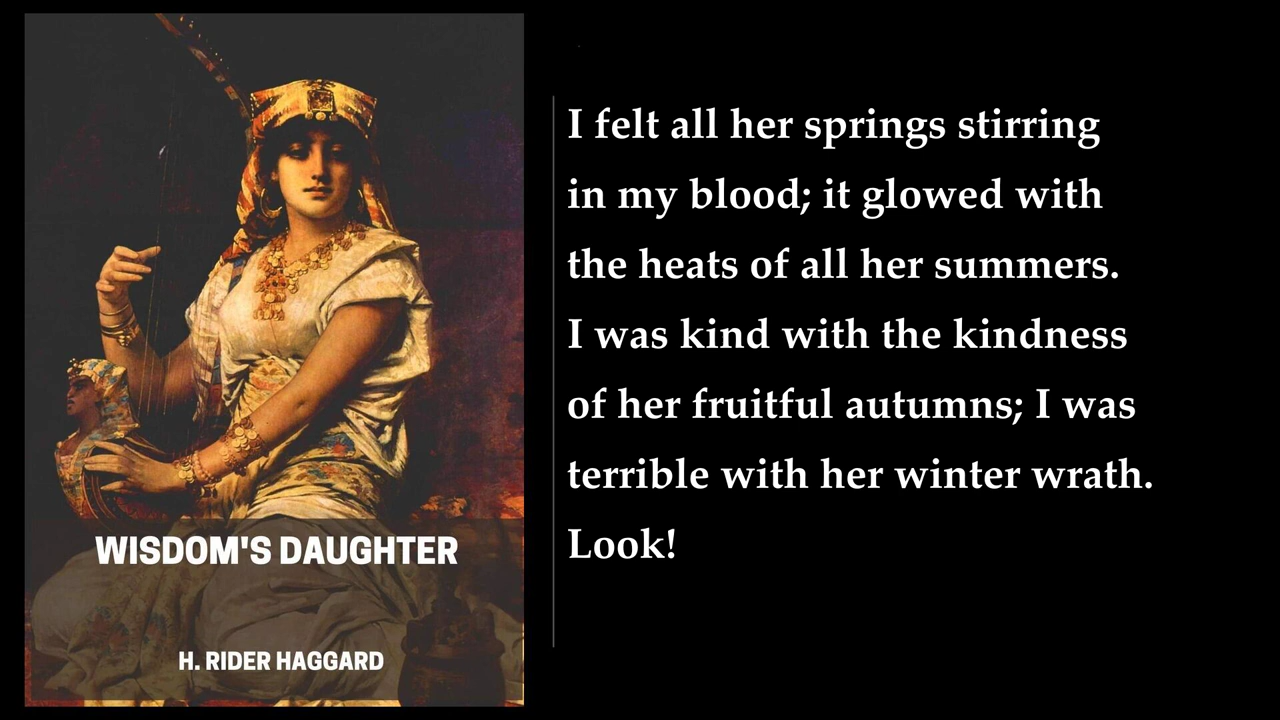 WISDOM'S DAUGHTER
H. RIDER HAGGARD
I felt all her springs stirring
in my blood; it glowed with
the heats of all her summers.
I was kind with the kindness
of her fruitful autumns; I was
terrible with her winter wrath.
Look!